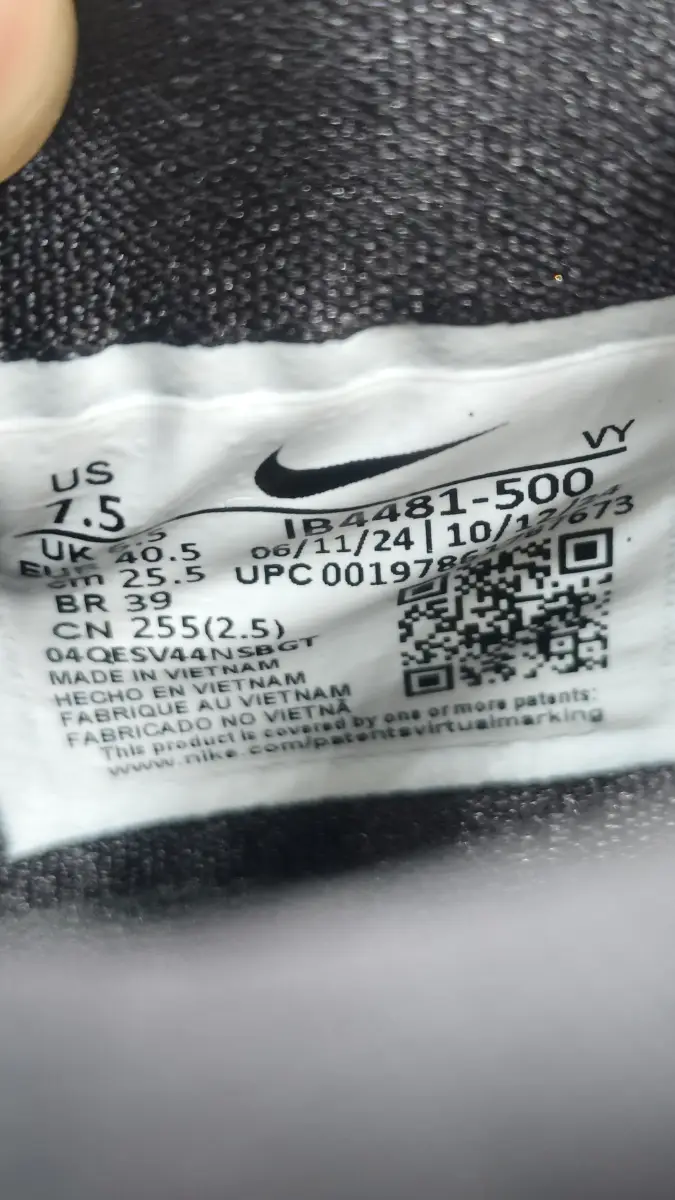 US
7.5
UK
EUR 40.5
cm 25.5
BR 39
CN 255(2.5)
04QESV44NSBGT
MADE IN VIETNAM
HECHO EN VIETNAM
FABRIQUE AU VIETNAM
FABRICADO NO VIETNÃ
This product is covered by one or more patents:
www.nike.com/patentsvirtualmarking
VY
IB4481-500
06/11/24 | 10/
UPC